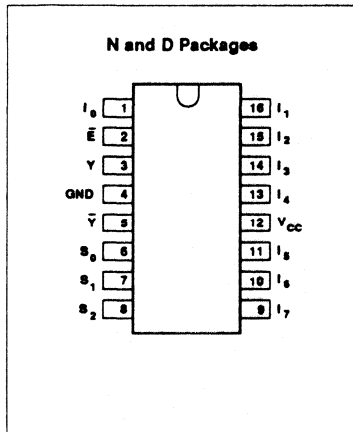 N and D Packages
I₀ 1 16 I₁
E̅ 2 15 I₂
Y 3 14 I₃
GND 4 13 I₄
Y̅ 5 12 V_CC
S₀ 6 11 I₅
S₁ 7 10 I₆
S₂ 8 9 I₇